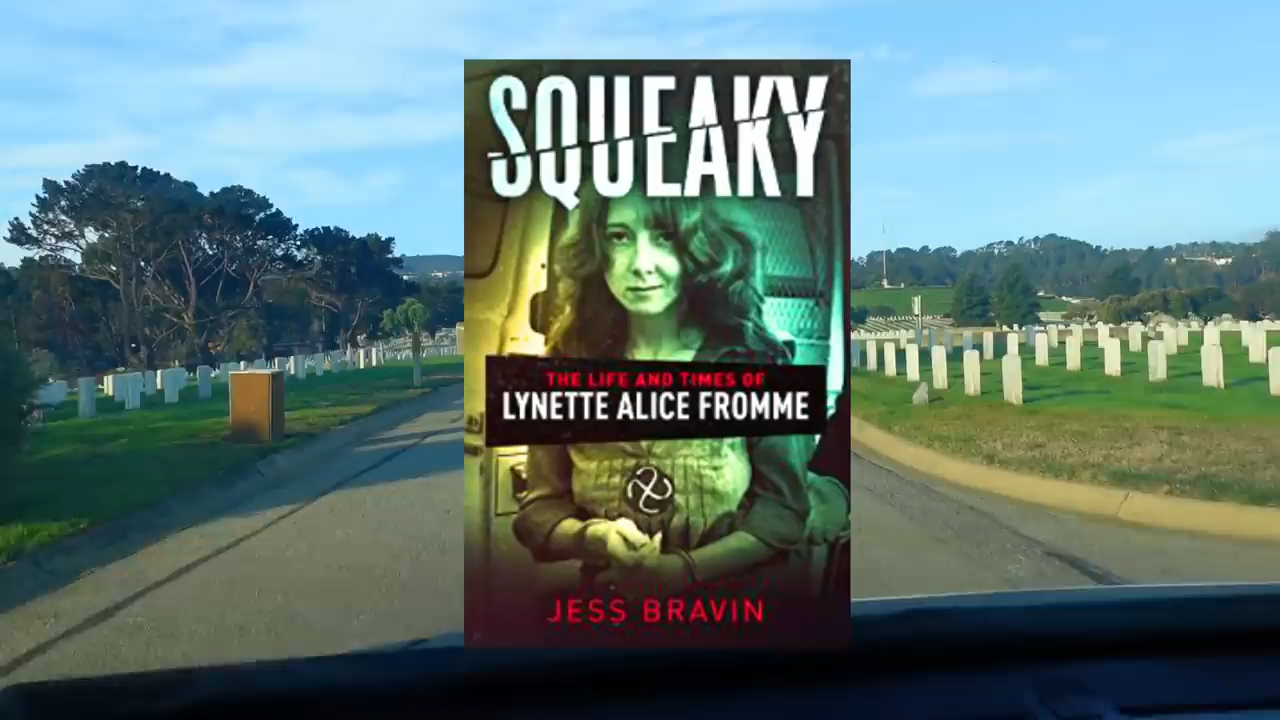 SQUEAKY
THE LIFE AND TIMES OF
LYNETTE ALICE FROMME
JESS BRAVIN